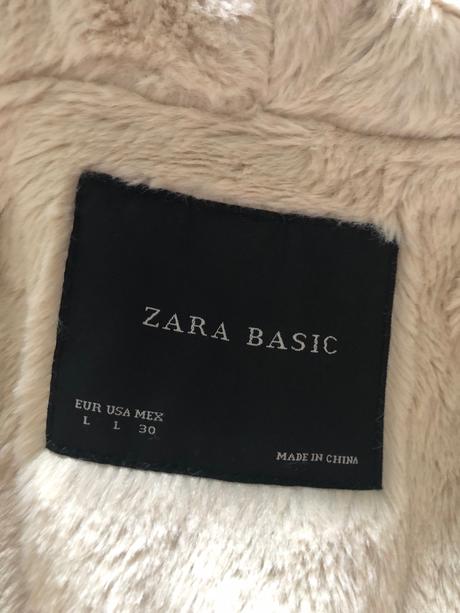 ZARA BASIC
EUR USA MEX
L L 30
MADE IN CHINA